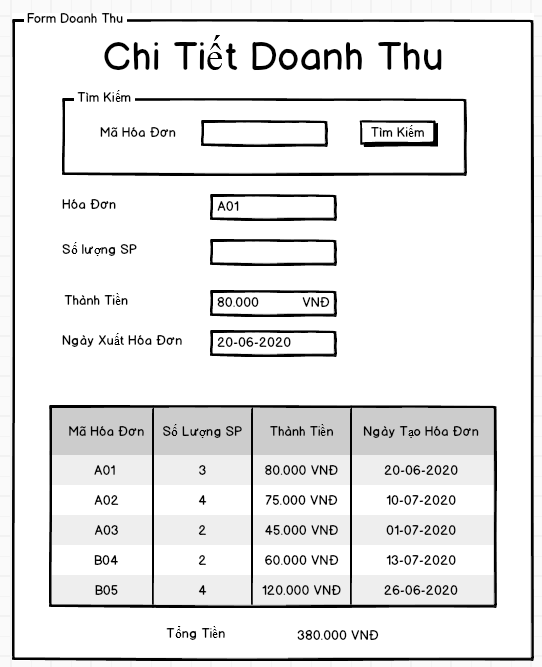 Form Doanh Thu
Chi Tiết Doanh Thu
Tìm Kiếm
Mã Hóa Đơn Tìm Kiếm
Hóa Đơn A01
Số lượng SP
Thành Tiền 80.000 VNĐ
Ngày Xuất Hóa Đơn 20-06-2020
Mã Hóa Đơn Số Lượng SP Thành Tiền Ngày Tạo Hóa Đơn
A01 3 80.000 VNĐ 20-06-2020
A02 4 75.000 VNĐ 10-07-2020
A03 2 45.000 VNĐ 01-07-2020
B04 2 60.000 VNĐ 13-07-2020
B05 4 120.000 VNĐ 26-06-2020
Tổng Tiền 380.000 VNĐ